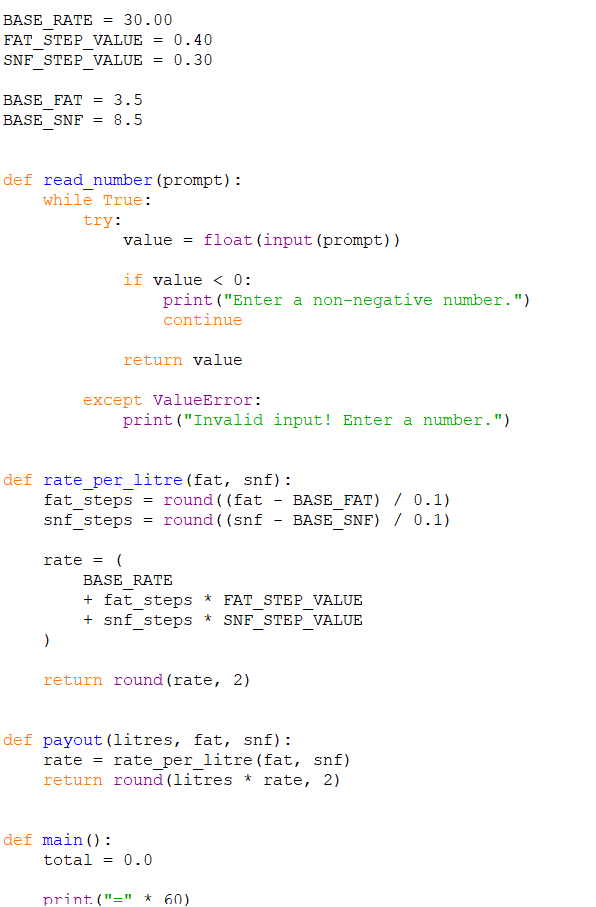 BASE_RATE = 30.00
FAT_STEP_VALUE = 0.40
SNF_STEP_VALUE = 0.30

BASE_FAT = 3.5
BASE_SNF = 8.5


def read_number(prompt):
    while True:
        try:
            value = float(input(prompt))

            if value < 0:
                print("Enter a non-negative number.")
                continue

            return value

        except ValueError:
            print("Invalid input! Enter a number.")


def rate_per_litre(fat, snf):
    fat_steps = round((fat - BASE_FAT) / 0.1)
    snf_steps = round((snf - BASE_SNF) / 0.1)

    rate = (
        BASE_RATE
        + fat_steps * FAT_STEP_VALUE
        + snf_steps * SNF_STEP_VALUE
    )

    return round(rate, 2)


def payout(litres, fat, snf):
    rate = rate_per_litre(fat, snf)
    return round(litres * rate, 2)


def main():
    total = 0.0

    print("=" * 60)